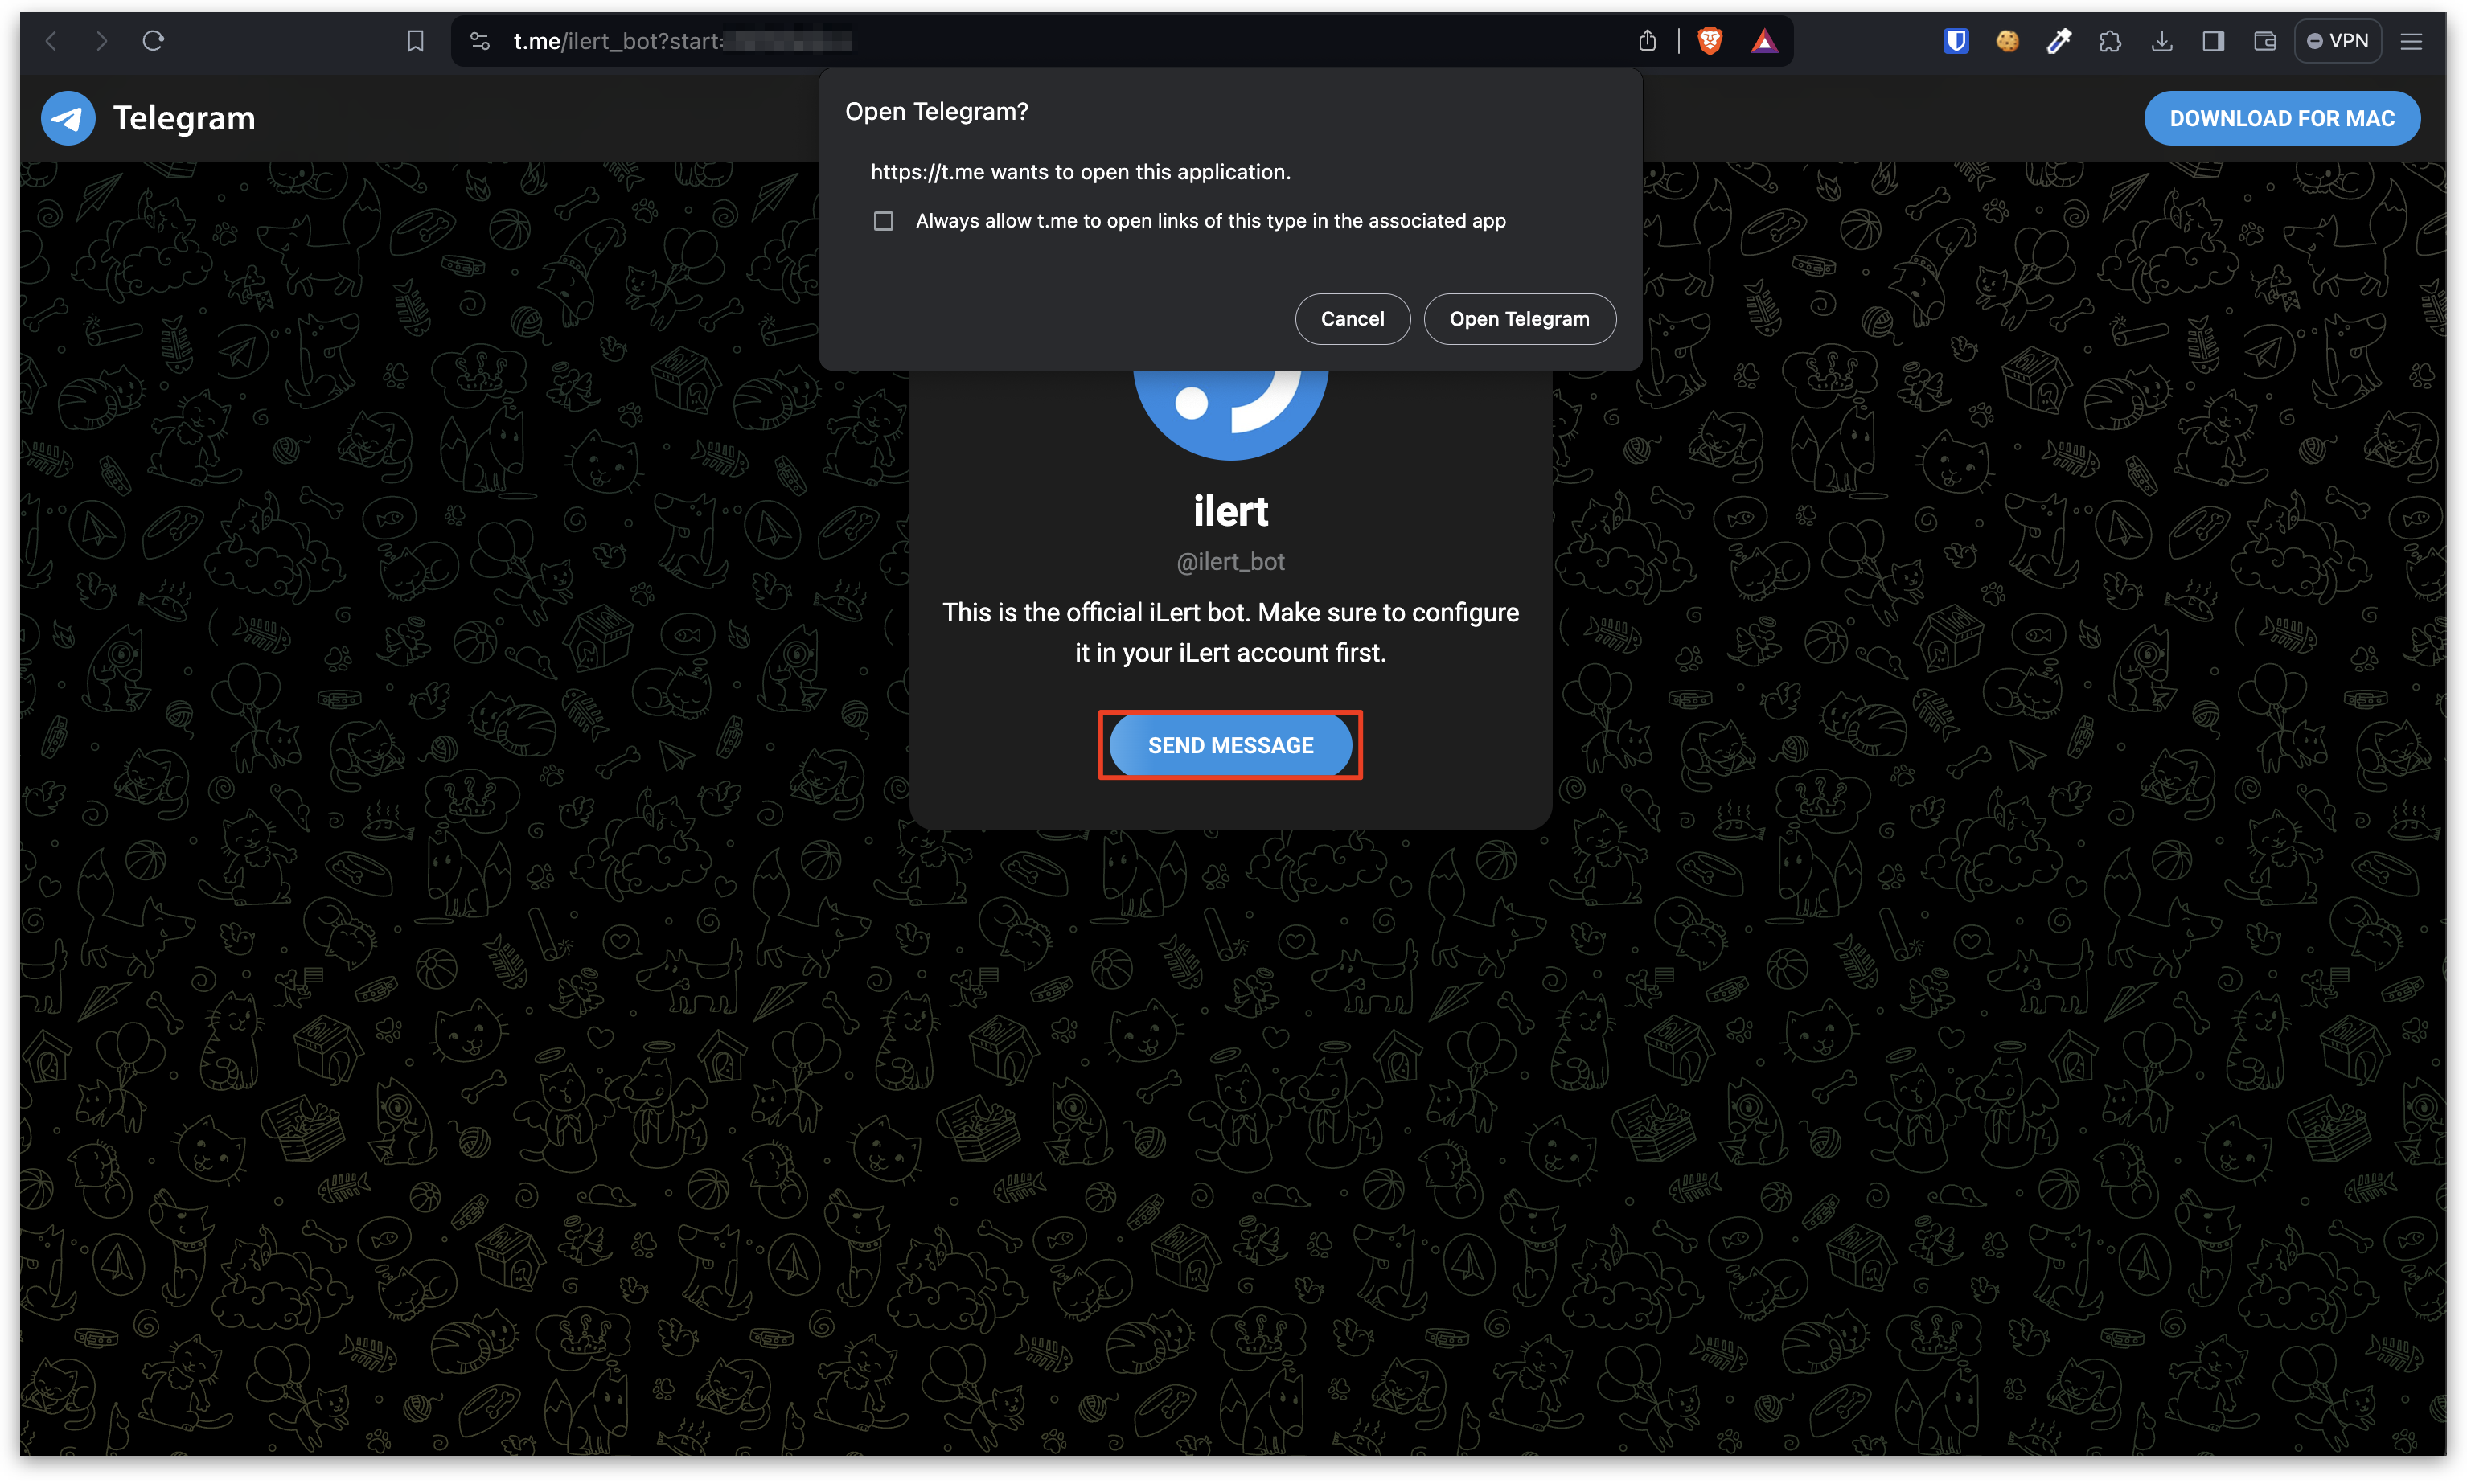 t.me/ilert_bot?start=
VPN
Telegram
DOWNLOAD FOR MAC
Open Telegram?
https://t.me wants to open this application.
Always allow t.me to open links of this type in the associated app
Cancel
Open Telegram
ilert
@ilert_bot
This is the official iLert bot. Make sure to configure
it in your iLert account first.
SEND MESSAGE